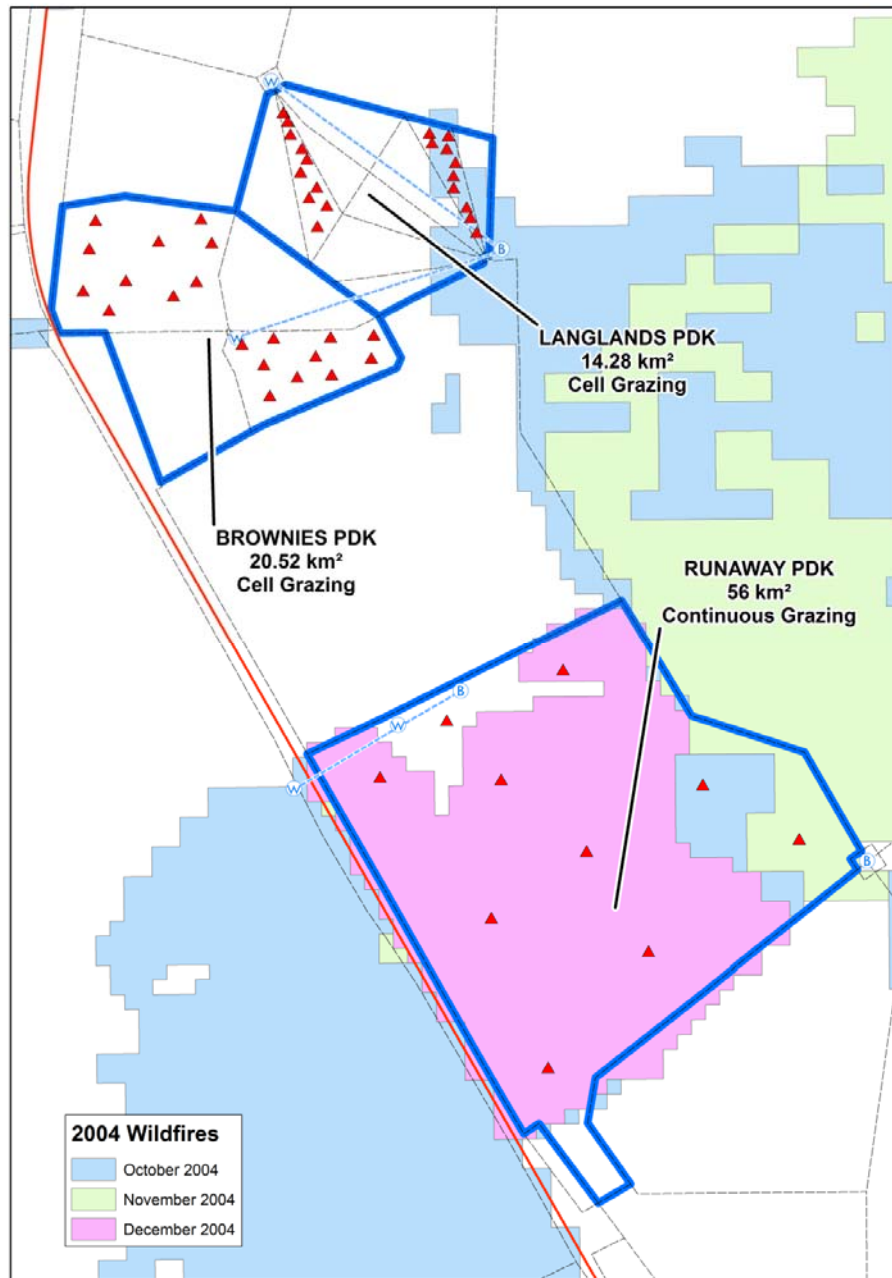 W
B
W
LANGLANDS PDK
14.28 km²
Cell Grazing
BROWNIES PDK
20.52 km²
Cell Grazing
RUNAWAY PDK
56 km²
Continuous Grazing
B
W
W
B
2004 Wildfires
October 2004
November 2004
December 2004